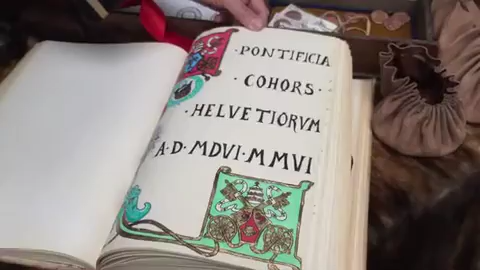 · PONTIFICIA
· COHORS ·
· HELVETIORVM
A · D · MDVI · MMVI